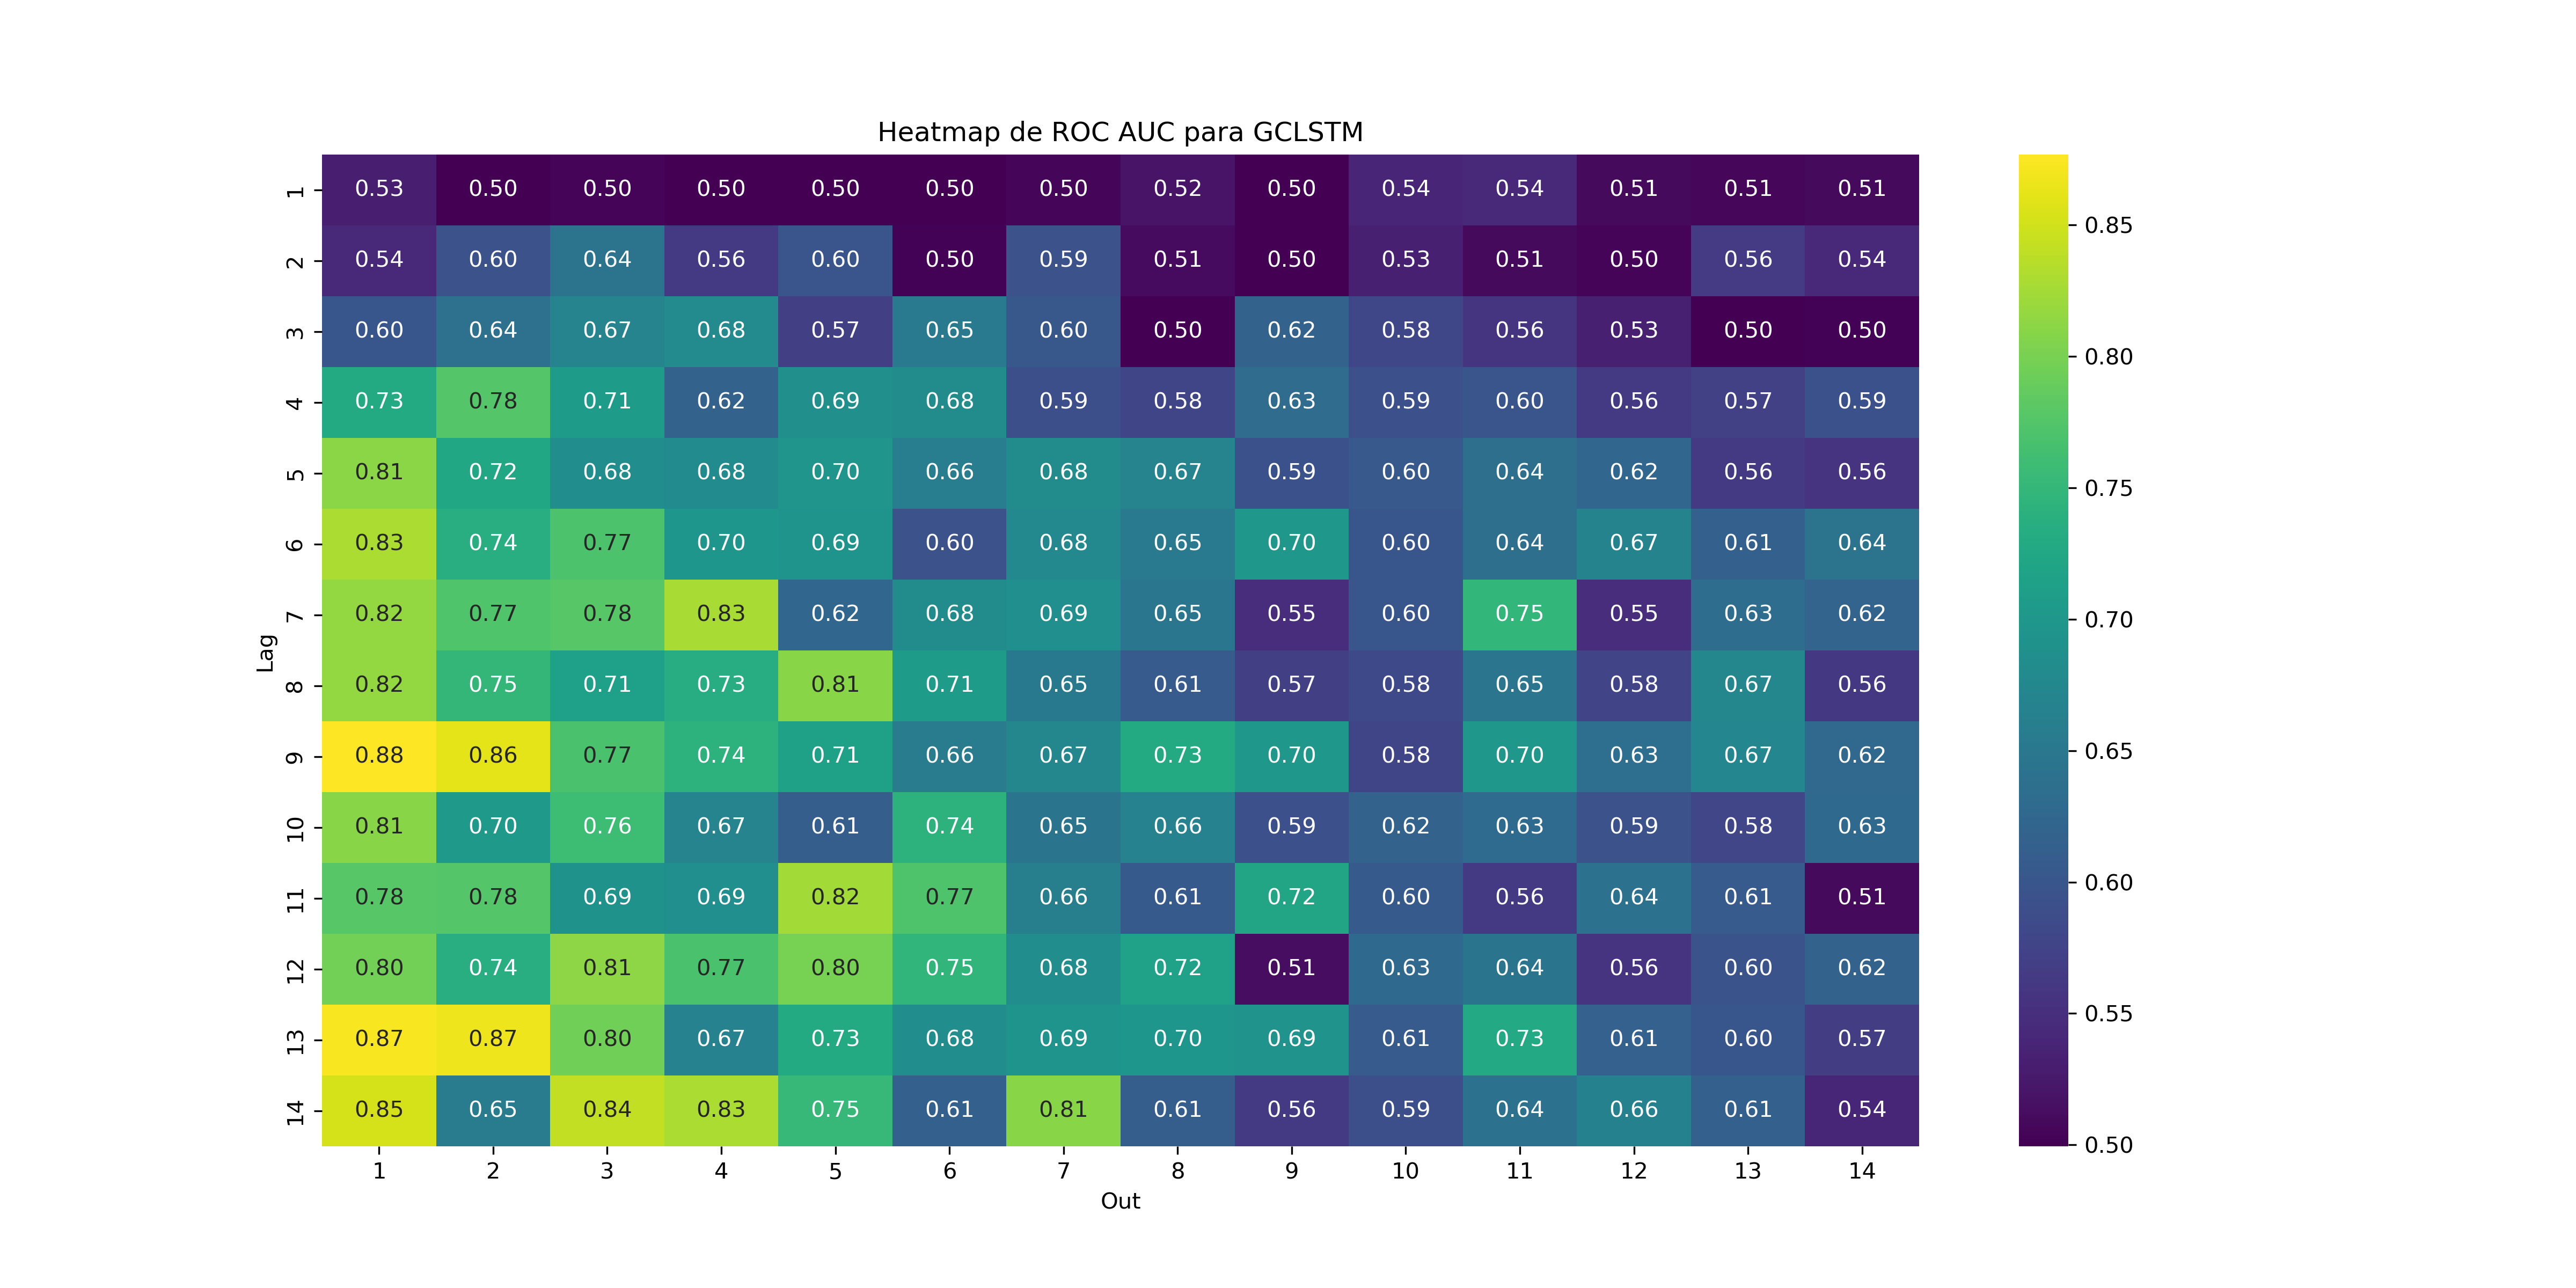 Heatmap de ROC AUC para GCLSTM
1 0.53 0.50 0.50 0.50 0.50 0.50 0.50 0.52 0.50 0.54 0.54 0.51 0.51 0.51
2 0.54 0.60 0.64 0.56 0.60 0.50 0.59 0.51 0.50 0.53 0.51 0.50 0.56 0.54
3 0.60 0.64 0.67 0.68 0.57 0.65 0.60 0.50 0.62 0.58 0.56 0.53 0.50 0.50
4 0.73 0.78 0.71 0.62 0.69 0.68 0.59 0.58 0.63 0.59 0.60 0.56 0.57 0.59
5 0.81 0.72 0.68 0.68 0.70 0.66 0.68 0.67 0.59 0.60 0.64 0.62 0.56 0.56
6 0.83 0.74 0.77 0.70 0.69 0.60 0.68 0.65 0.70 0.60 0.64 0.67 0.61 0.64
7 0.82 0.77 0.78 0.83 0.62 0.68 0.69 0.65 0.55 0.60 0.75 0.55 0.63 0.62
Lag
8 0.82 0.75 0.71 0.73 0.81 0.71 0.65 0.61 0.57 0.58 0.65 0.58 0.67 0.56
9 0.88 0.86 0.77 0.74 0.71 0.66 0.67 0.73 0.70 0.58 0.70 0.63 0.67 0.62
10 0.81 0.70 0.76 0.67 0.61 0.74 0.65 0.66 0.59 0.62 0.63 0.59 0.58 0.63
11 0.78 0.78 0.69 0.69 0.82 0.77 0.66 0.61 0.72 0.60 0.56 0.64 0.61 0.51
12 0.80 0.74 0.81 0.77 0.80 0.75 0.68 0.72 0.51 0.63 0.64 0.56 0.60 0.62
13 0.87 0.87 0.80 0.67 0.73 0.68 0.69 0.70 0.69 0.61 0.73 0.61 0.60 0.57
14 0.85 0.65 0.84 0.83 0.75 0.61 0.81 0.61 0.56 0.59 0.64 0.66 0.61 0.54
1 2 3 4 5 6 7 8 9 10 11 12 13 14
Out
0.85
0.80
0.75
0.70
0.65
0.60
0.55
0.50